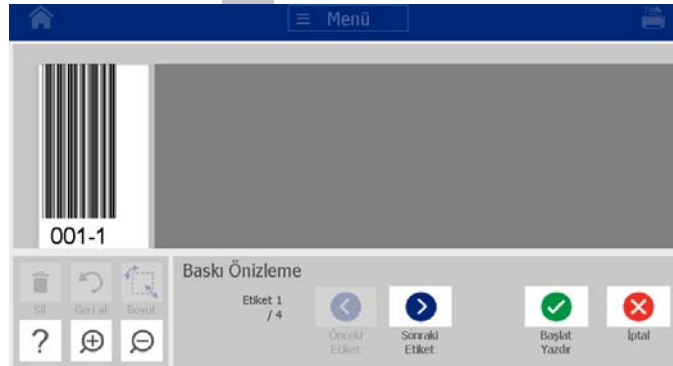 Menü
001-1
Sil
Geri al
Boyut
Baskı Önizleme
Etiket 1
/ 4
Önceki
Etiket
Sonraki
Etiket
Başlat
Yazdır
İptal
?